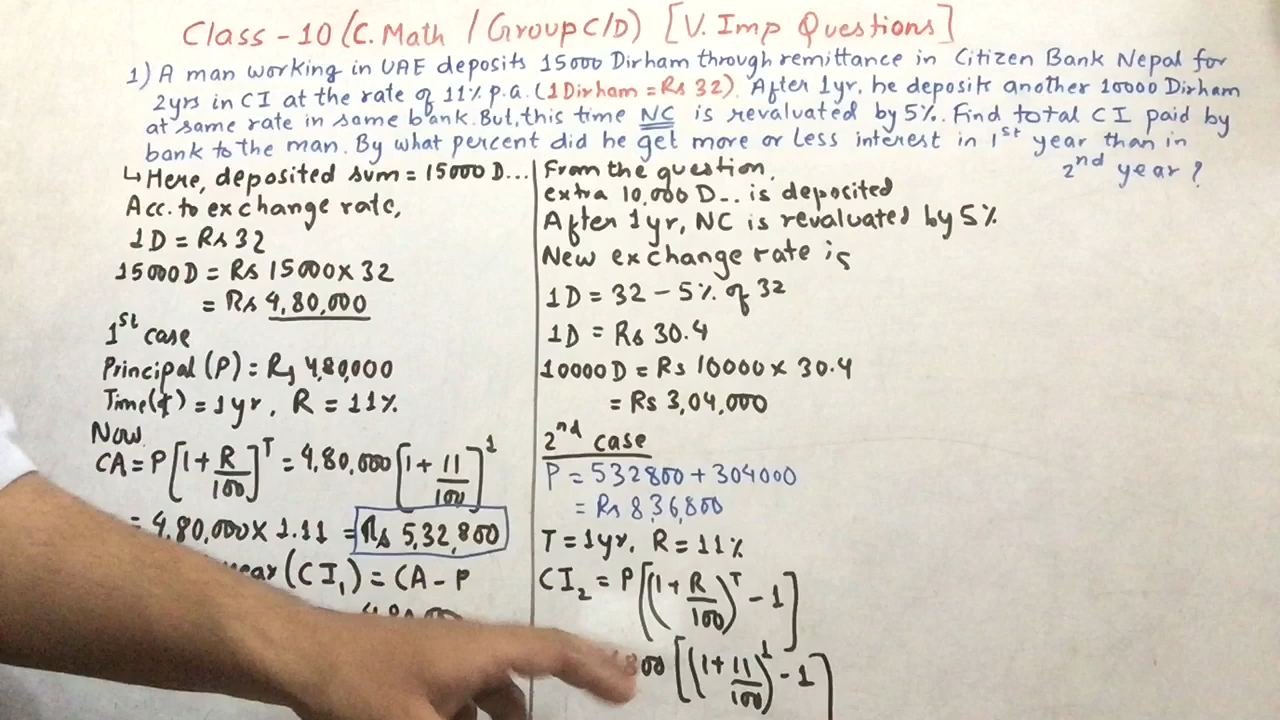 Class - 10 (C. Math / Group C/D) [V. Imp Questions]
1) A man working in UAE deposits 15000 Dirham through remittance in Citizen Bank Nepal for
2yrs in CI at the rate of 11% p.a. (1 Dirham = Rs 32). After 1yr, he deposits another 10000 Dirham
at same rate in same bank. But, this time NC is revaluated by 5%. Find total CI paid by
bank to the man. By what percent did he get more or less interest in 1st year than in
2nd year?
↳ Here, deposited sum = 15000 D...
Acc. to exchange rate,
1D = Rs 32
15000 D = Rs 15000 x 32
= Rs 4,80,000
1st case
Principal (P) = Rs 4,80,000
Time(t) = 1yr, R = 11%
Now
CA = P[1 + R/100]^T = 4,80,000[1 + 11/100]^1
= 4,80,000 x 1.11 = Rs 5,32,800
year (CI₁) = CA - P
From the question,
extra 10,000 D.. is deposited
After 1yr, NC is revaluated by 5%
New exchange rate is
1D = 32 - 5% of 32
1D = Rs 30.4
10000 D = Rs 10000 x 30.4
= Rs 3,04,000
2nd case
P = 532800 + 304000
= Rs 8,36,800
T = 1yr, R = 11%
CI₂ = P[(1 + R/100)^T - 1]
800[(1 + 11/100)^1 - 1]